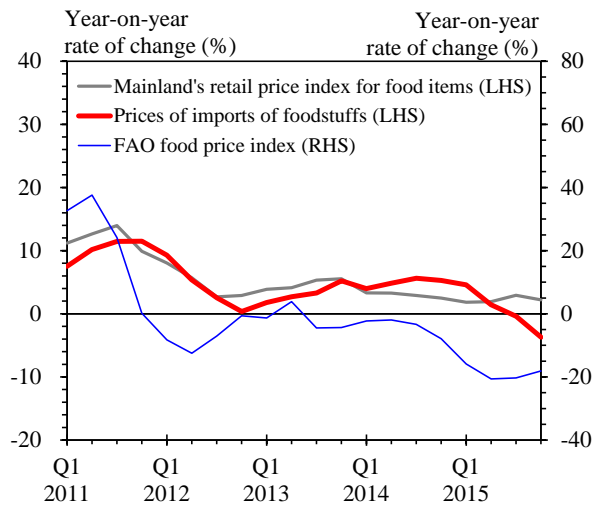 Year-on-year
rate of change (%)
Year-on-year
rate of change (%)
40
30
20
10
0
-10
-20
80
60
40
20
0
-20
-40
Mainland's retail price index for food items (LHS)
Prices of imports of foodstuffs (LHS)
FAO food price index (RHS)
Q1 Q1 Q1 Q1 Q1
2011 2012 2013 2014 2015